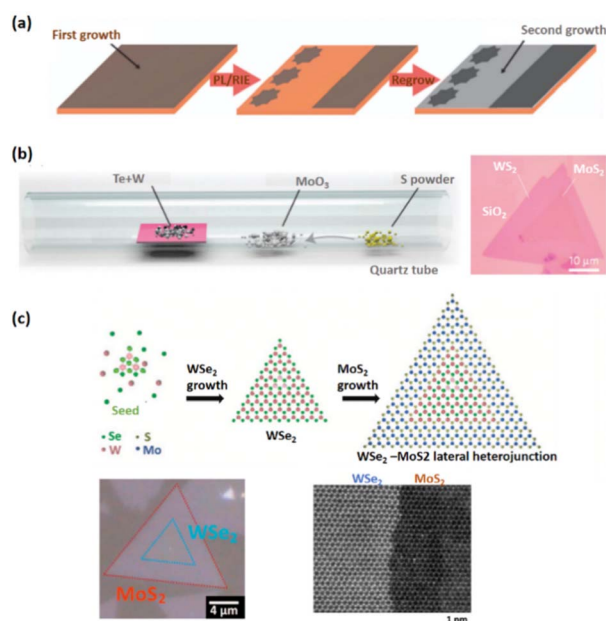 (a)
First growth
PL/RIE
Regrow
Second growth
(b)
Te+W
MoO₃
S powder
Quartz tube
WS₂
MoS₂
SiO₂
10 μm
(c)
Seed
Se
S
W
Mo
WSe₂
growth
WSe₂
MoS₂
growth
WSe₂ –MoS2 lateral heterojunction
WSe₂
MoS₂
4 μm
WSe₂
MoS₂
1 nm